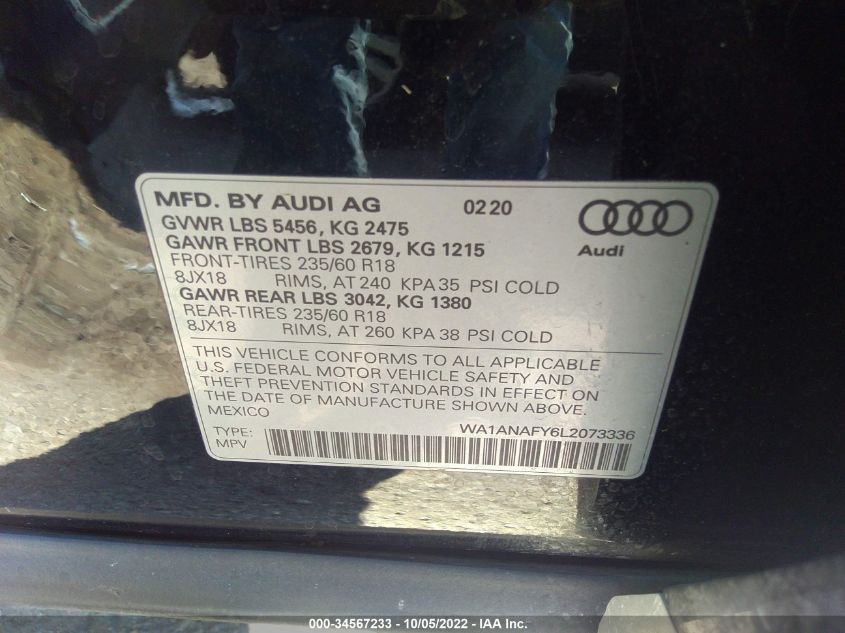 MFD. BY AUDI AG 0220
GVWR LBS 5456, KG 2475
GAWR FRONT LBS 2679, KG 1215
Audi
FRONT-TIRES 235/60 R18
8JX18 RIMS, AT 240 KPA 35 PSI COLD
GAWR REAR LBS 3042, KG 1380
REAR-TIRES 235/60 R18
8JX18 RIMS, AT 260 KPA 38 PSI COLD
THIS VEHICLE CONFORMS TO ALL APPLICABLE
U.S. FEDERAL MOTOR VEHICLE SAFETY AND
THEFT PREVENTION STANDARDS IN EFFECT ON
THE DATE OF MANUFACTURE SHOWN ABOVE.
MEXICO
WA1ANAFY6L2073336
TYPE:
MPV
000-34567233 - 10/05/2022 - IAA Inc.